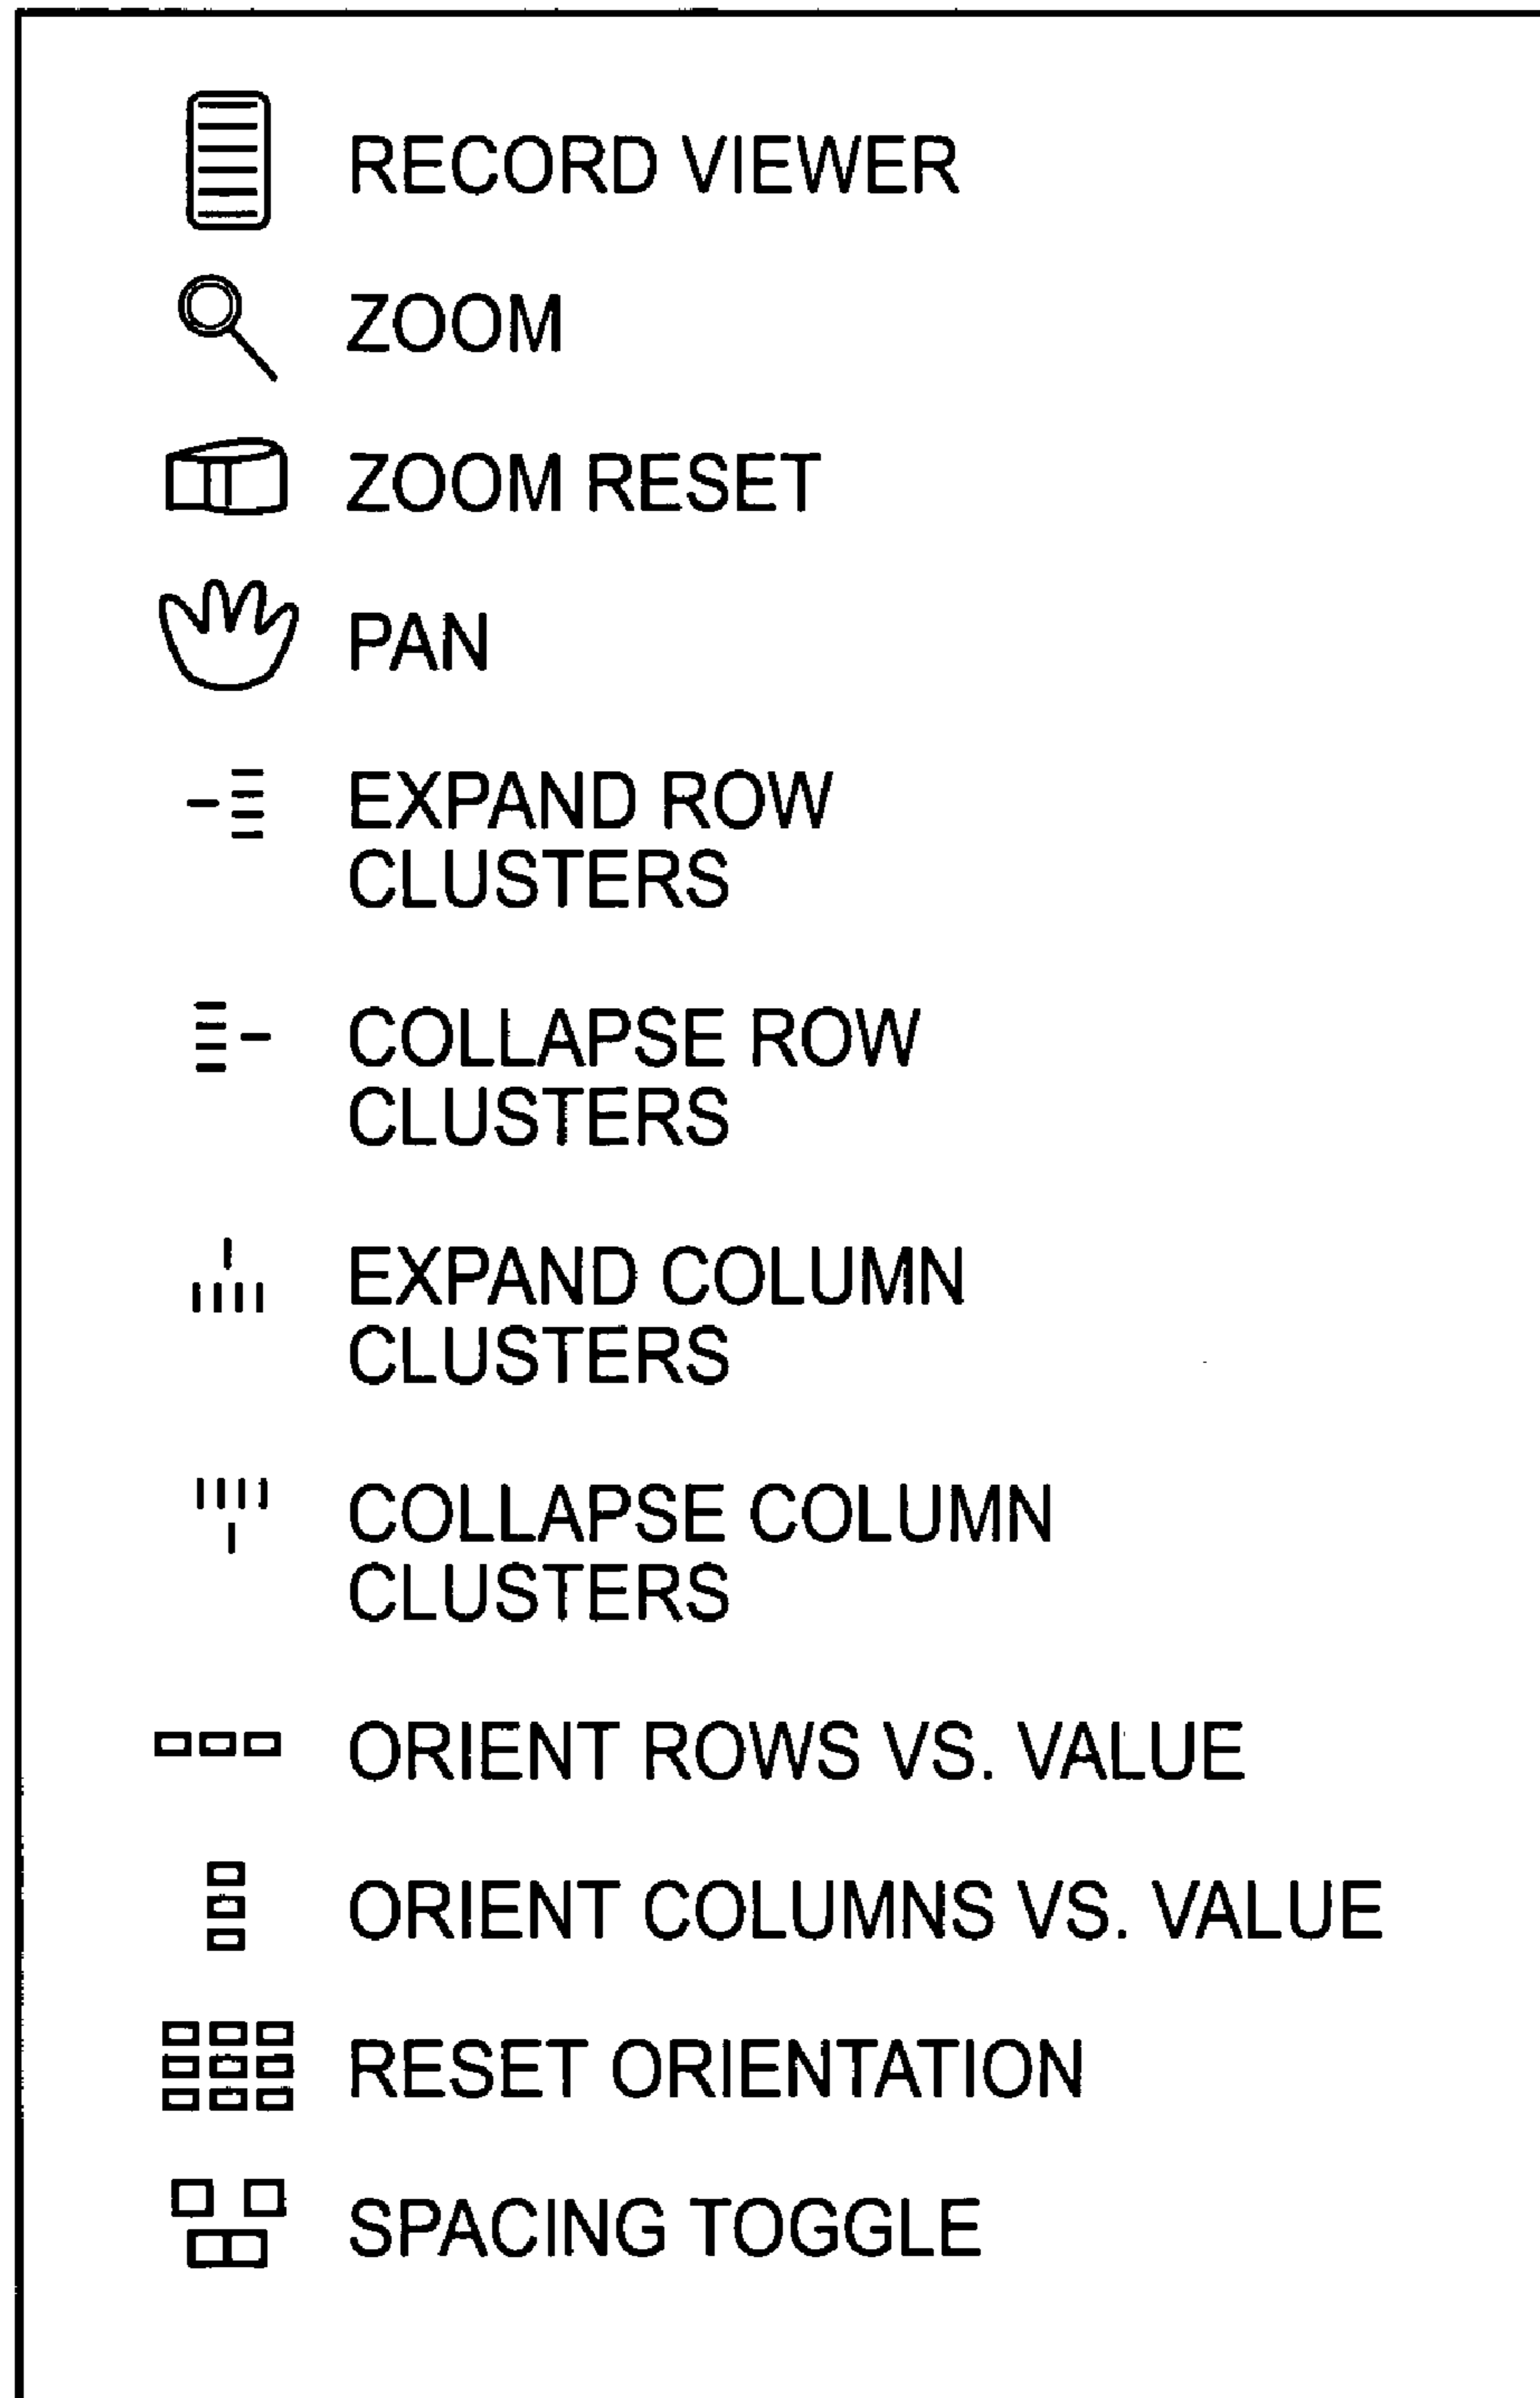 RECORD VIEWER
ZOOM
ZOOM RESET
PAN
EXPAND ROW
CLUSTERS
COLLAPSE ROW
CLUSTERS
EXPAND COLUMN
CLUSTERS
COLLAPSE COLUMN
CLUSTERS
ORIENT ROWS VS. VALUE
ORIENT COLUMNS VS. VALUE
RESET ORIENTATION
SPACING TOGGLE